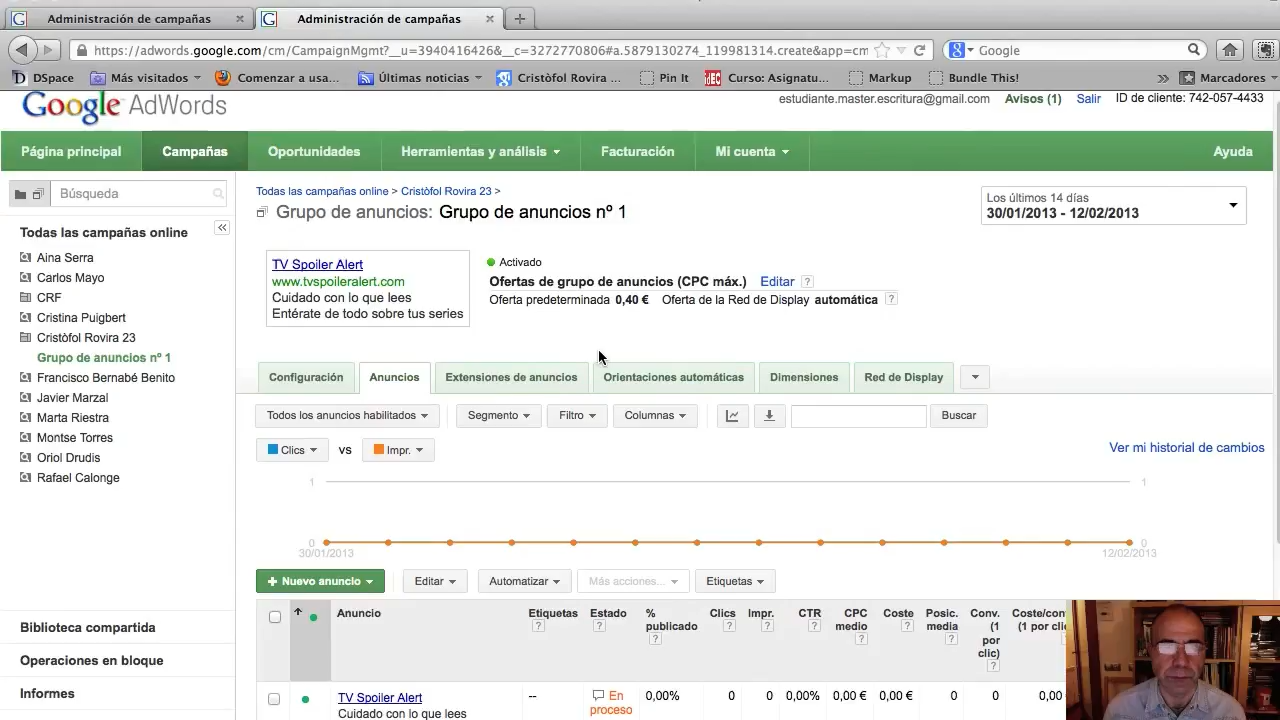 Administración de campañas
Administración de campañas
https://adwords.google.com/cm/CampaignMgmt?__u=3940416426&__c=3272770806#a.5879130274_119981314.create&app=cm
Google
DSpace Más visitados Comenzar a usa... Últimas noticias Cristòfol Rovira ... Pin It Curso: Asignatu... Markup Bundle This! Marcadores
Google AdWords
estudiante.master.escritura@gmail.com Avisos (1) Salir ID de cliente: 742-057-4433
Página principal Campañas Oportunidades Herramientas y análisis Facturación Mi cuenta Ayuda
Búsqueda
Todas las campañas online
Aina Serra
Carlos Mayo
CRF
Cristina Puigbert
Cristòfol Rovira 23
Grupo de anuncios nº 1
Francisco Bernabé Benito
Javier Marzal
Marta Riestra
Montse Torres
Oriol Drudis
Rafael Calonge
Biblioteca compartida
Operaciones en bloque
Informes
Todas las campañas online > Cristòfol Rovira 23 >
Grupo de anuncios: Grupo de anuncios nº 1
Los últimos 14 días
30/01/2013 - 12/02/2013
TV Spoiler Alert
www.tvspoileralert.com
Cuidado con lo que lees
Entérate de todo sobre tus series
Activado
Ofertas de grupo de anuncios (CPC máx.) Editar ?
Oferta predeterminada 0,40 € Oferta de la Red de Display automática ?
Configuración Anuncios Extensiones de anuncios Orientaciones automáticas Dimensiones Red de Display
Todos los anuncios habilitados Segmento Filtro Columnas Buscar
Clics vs Impr.
Ver mi historial de cambios
1 1
0 0
30/01/2013 12/02/2013
+ Nuevo anuncio Editar Automatizar Más acciones... Etiquetas
Anuncio
Etiquetas ?
Estado ?
% publicado ?
Clics ?
Impr. ?
CTR ?
CPC medio ?
Coste ?
Posic. media ?
Conv. (1 por clic) ?
Coste/con (1 por clic)
TV Spoiler Alert -- En proceso 0,00% 0 0 0,00% 0,00 € 0,00 € 0 0 0,00
Cuidado con lo que lees